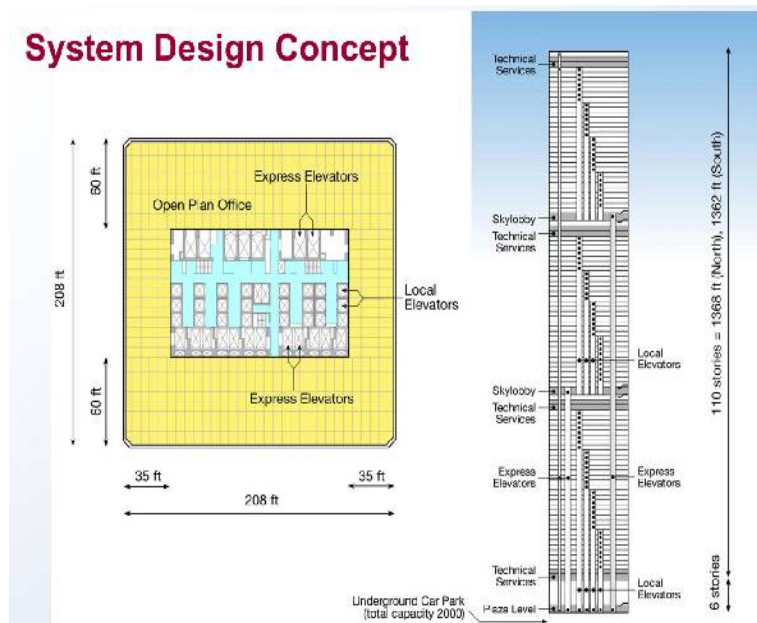 System Design Concept
60 ft
208 ft
60 ft
Express Elevators
Open Plan Office
Local
Elevators
Express Elevators
35 ft
35 ft
208 ft
Technical
Services
Skylobby
Technical
Services
Local
Elevators
Skylobby
Technical
Services
Express
Elevators
Express
Elevators
Technical
Services
Local
Elevators
Underground Car Park
(total capacity 2000)
Plaza Level
110 stories = 1368 ft (North), 1362 ft (South)
6 stories